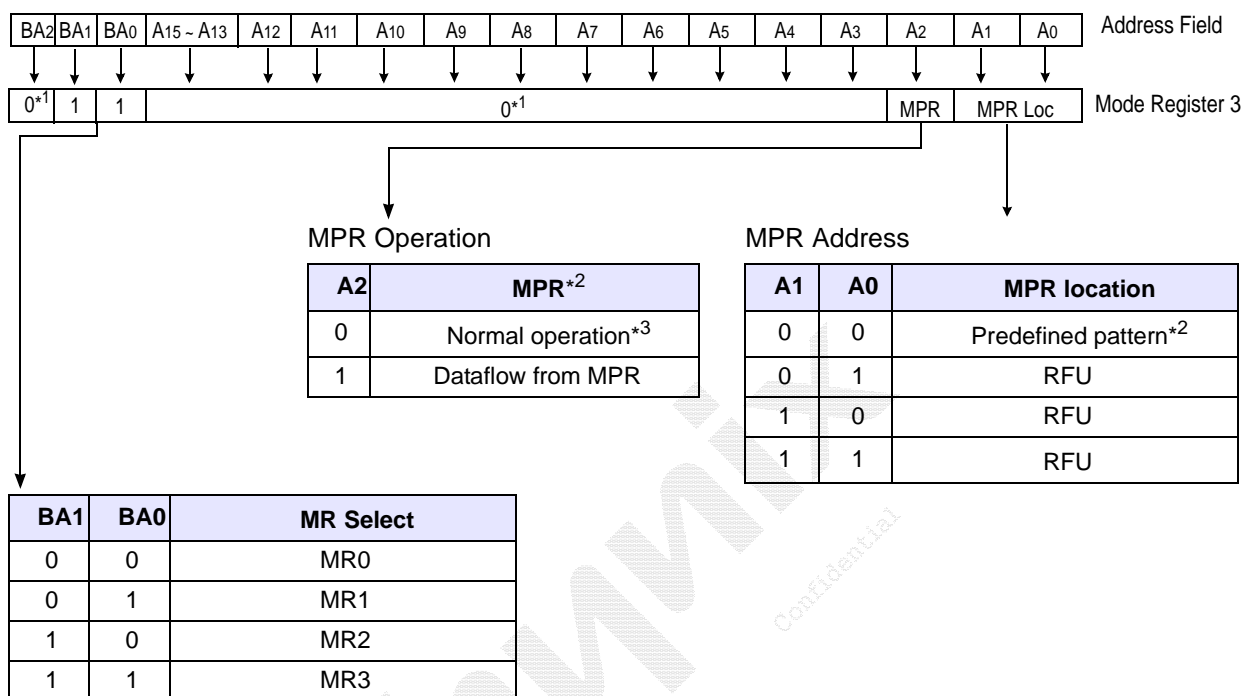 BA2 BA1 BA0 A15 ~ A13 A12 A11 A10 A9 A8 A7 A6 A5 A4 A3 A2 A1 A0 Address Field
0*1 1 1 0*1 MPR MPR Loc Mode Register 3
MPR Operation
A2 MPR*2
0 Normal operation*3
1 Dataflow from MPR
MPR Address
A1 A0 MPR location
0 0 Predefined pattern*2
0 1 RFU
1 0 RFU
1 1 RFU
BA1 BA0 MR Select
0 0 MR0
0 1 MR1
1 0 MR2
1 1 MR3
Confidential